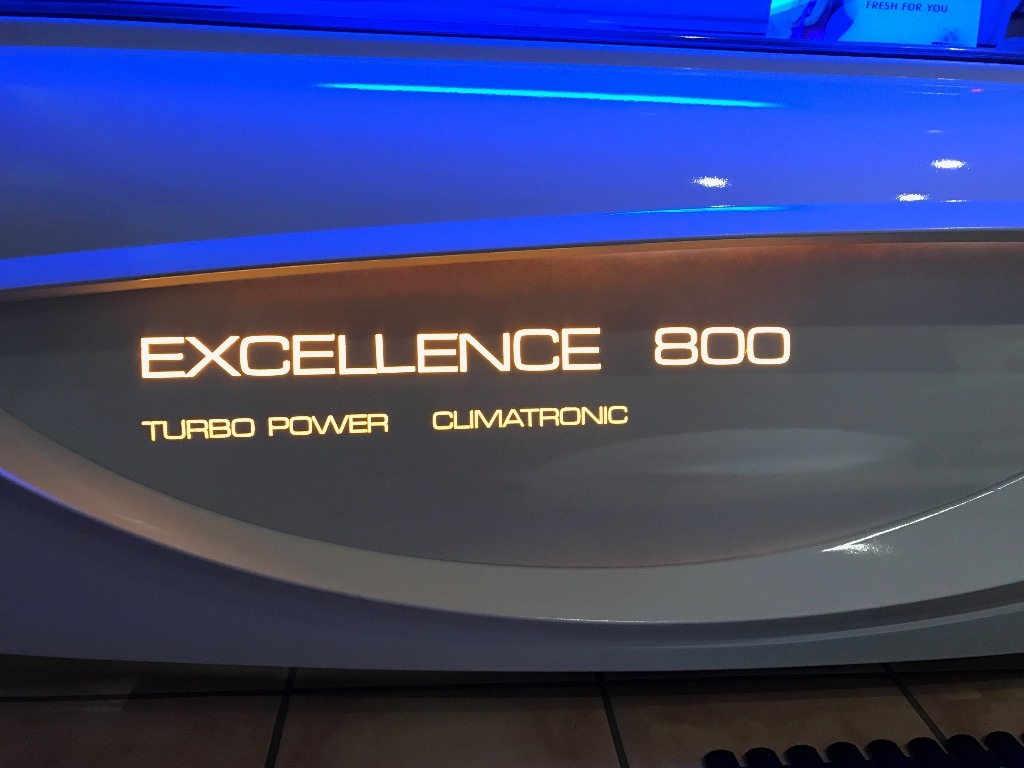 FRESH FOR YOU
EXCELLENCE 800
TURBO POWER CLIMATRONIC